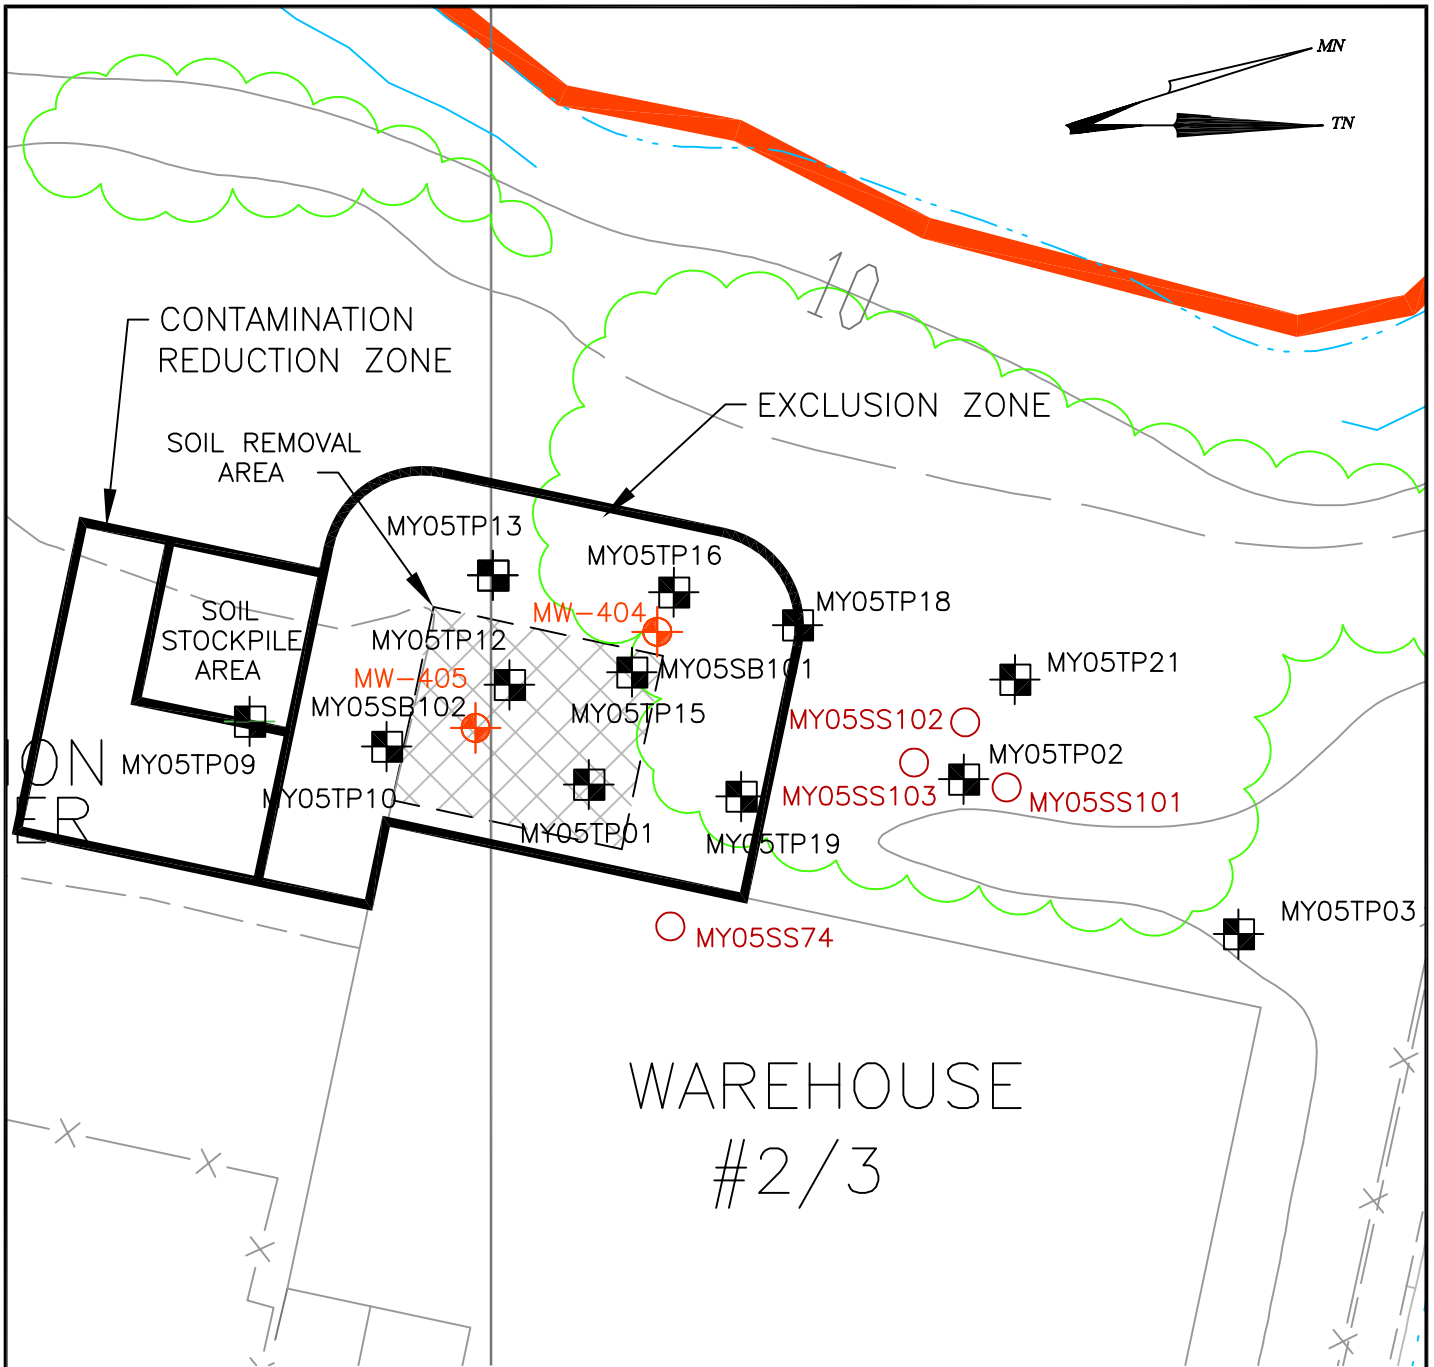 MN
TN
10
CONTAMINATION
REDUCTION ZONE
EXCLUSION ZONE
SOIL REMOVAL
AREA
MY05TP13
MY05TP16
MW-404
MY05TP18
SOIL
STOCKPILE
AREA
MY05TP12
MW-405
MY05SB101
MY05TP21
MY05SB102
MY05TP15
MY05SS102
ION
ER
MY05TP09
MY05TP02
MY05TP10
MY05SS103
MY05SS101
MY05TP01
MY05TP19
MY05TP03
MY05SS74
WAREHOUSE
#2/3